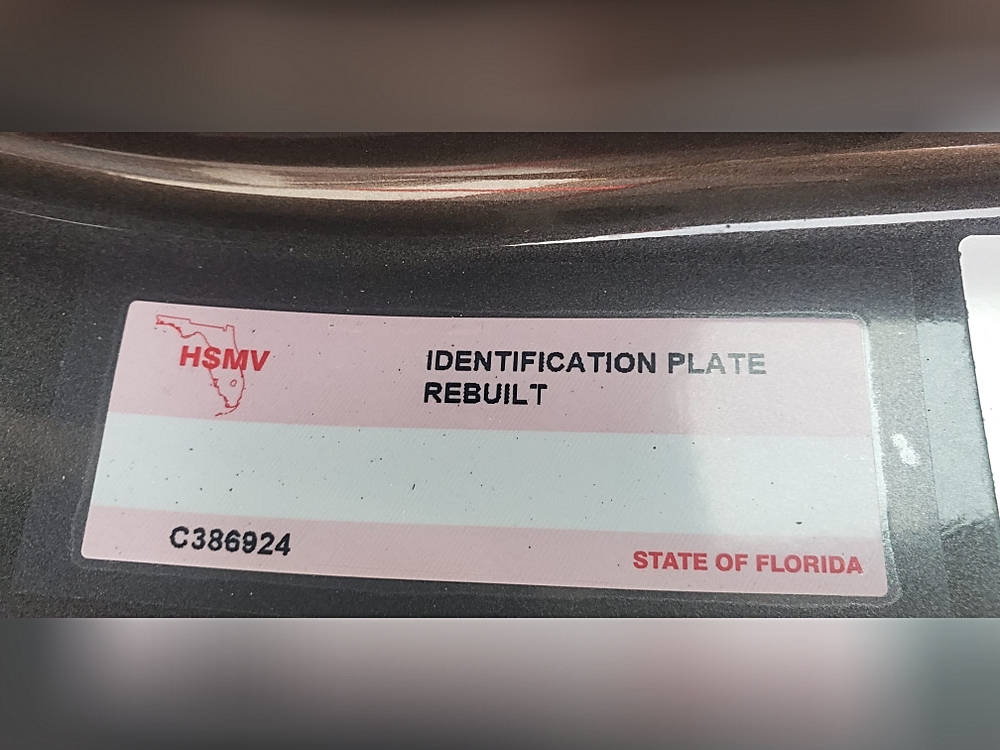 HSMV
IDENTIFICATION PLATE
REBUILT
C386924
STATE OF FLORIDA